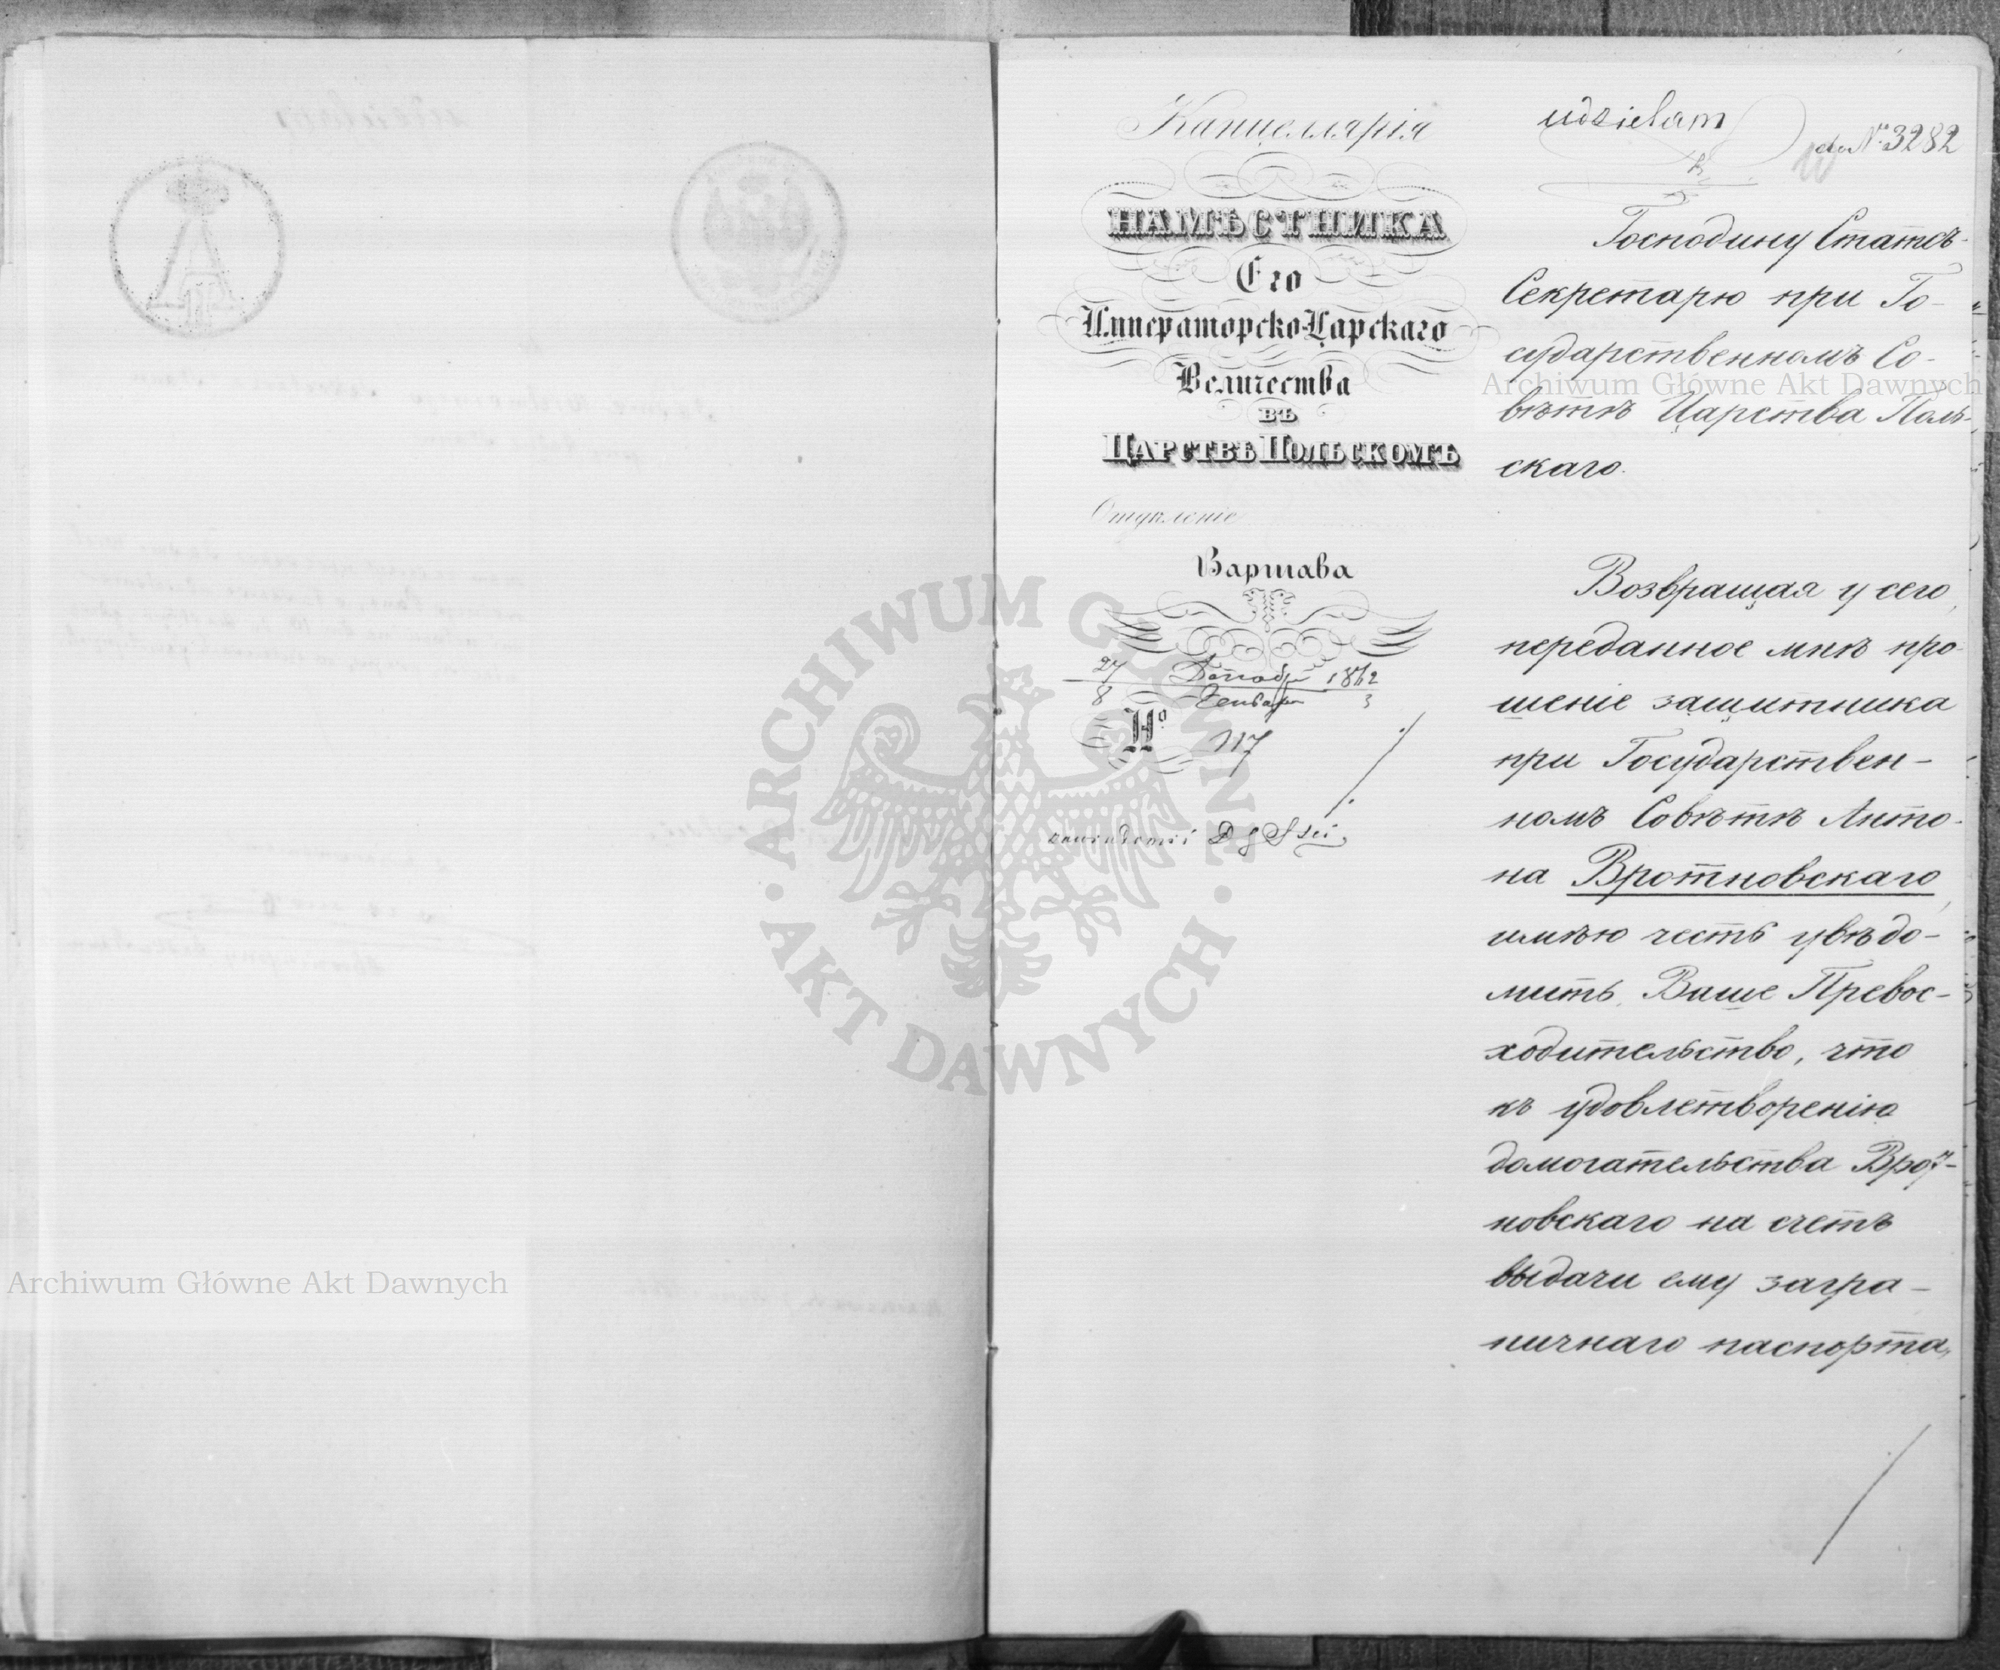 Канцеллярія
НАМѢСТНИКА
Его
Императорско-Царскаго
Величества
въ
ЦАРСТВѢ ПОЛЬСКОМЪ
Отдѣленіе
Варшава
27 Декабря 1862
8 Января 3
№ 117
udzielam
do № 3282
Господину Статсъ-
Секретарю при Го-
сударственномъ Со-
вѣтѣ Царства Поль-
скаго.
Возвращая у сего,
переданное мнѣ про-
шеніе защитника
при Государствен-
номъ Совѣтѣ Анто-
на Вротновскаго,
имѣю честь увѣдо-
мить Ваше Превос-
ходительство, что
къ удовлетворенію
домогательства Врот-
новскаго на счетъ
выдачи ему загра-
ничнаго паспорта,
Archiwum Główne Akt Dawnych
Archiwum Główne Akt Dawnych
ARCHIWUM GŁÓWNE
AKT DAWNYCH